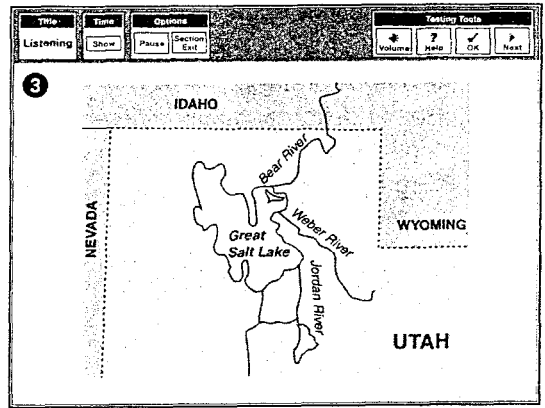 Title
Time
Options
Testing Tools
Listening
Show
Pause
Section
Exit
Volume
?
Help
OK
Next
3
IDAHO
NEVADA
Bear River
Weber River
WYOMING
Great
Salt Lake
Jordan River
UTAH